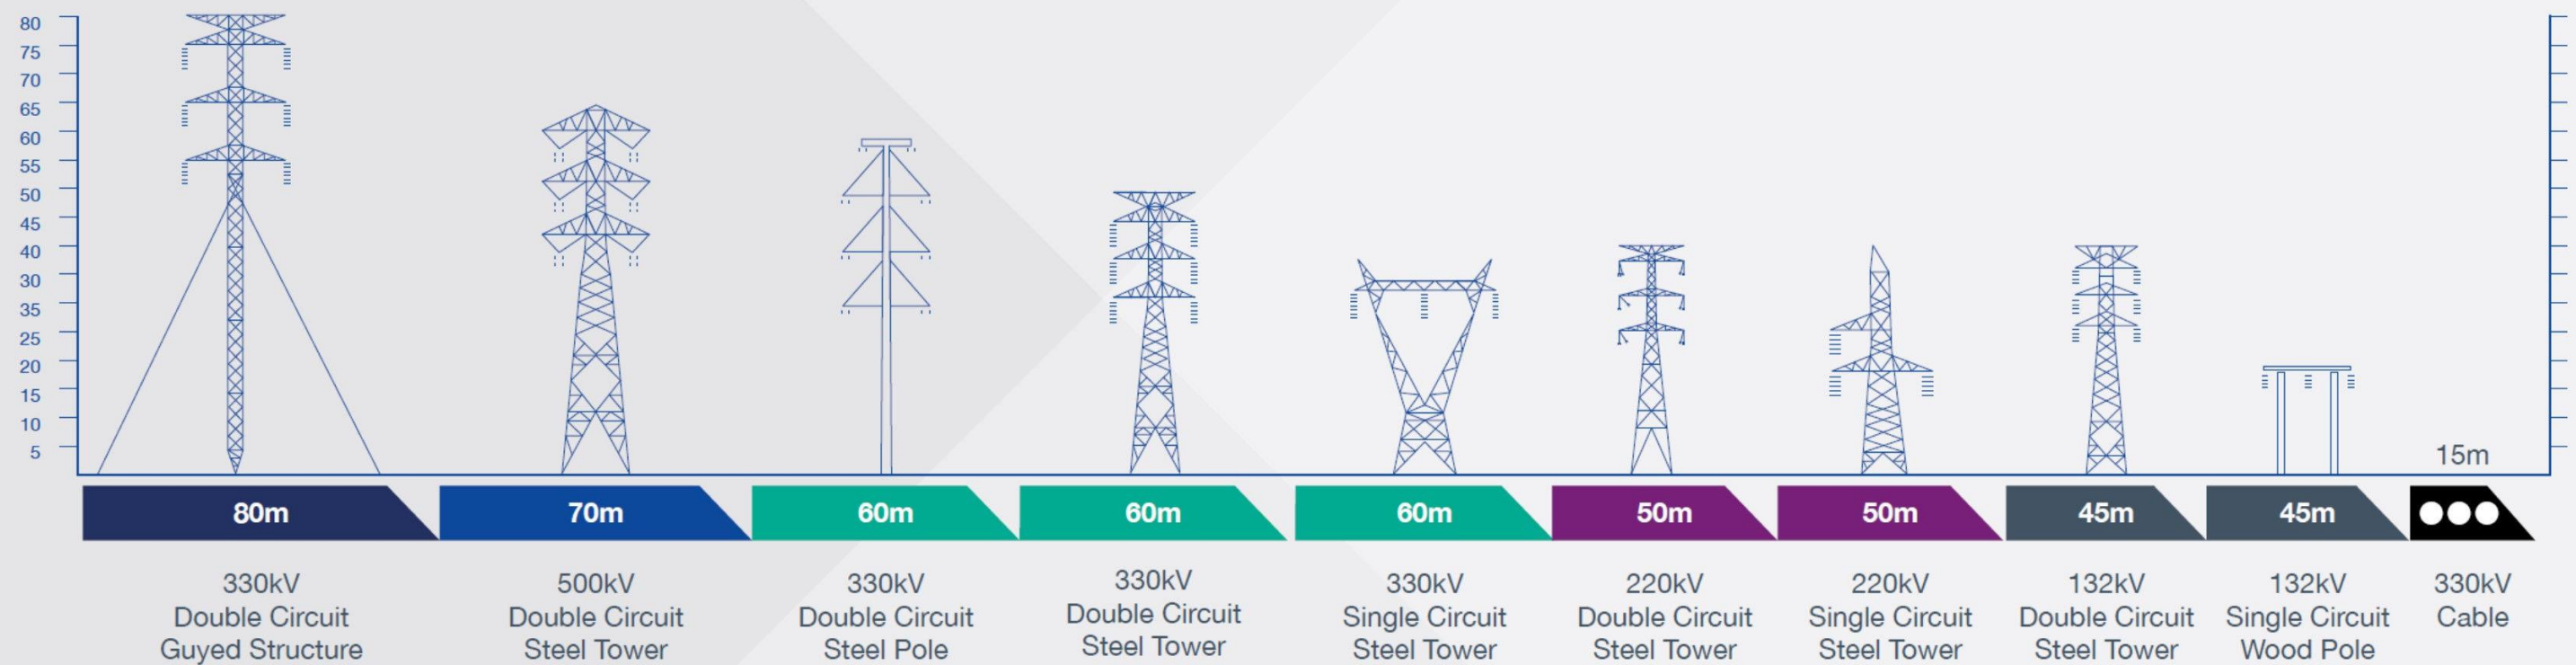 80
75
70
65
60
55
50
45
40
30
35
25
20
15
10
5
15m
80m
70m
60m
60m
60m
50m
50m
45m
45m
330kV
Double Circuit
Guyed Structure
500kV
Double Circuit
Steel Tower
330kV
Double Circuit
Steel Pole
330kV
Double Circuit
Steel Tower
330kV
Single Circuit
Steel Tower
220kV
Double Circuit
Steel Tower
220kV
Single Circuit
Steel Tower
132kV
Double Circuit
Steel Tower
132kV
Single Circuit
Wood Pole
330kV
Cable